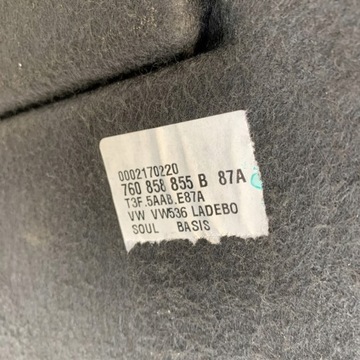 0002170220
760 858 855 B 87A
T3F.5AAB.E87A
VW VW536 LADEBO
SOUL BASIS